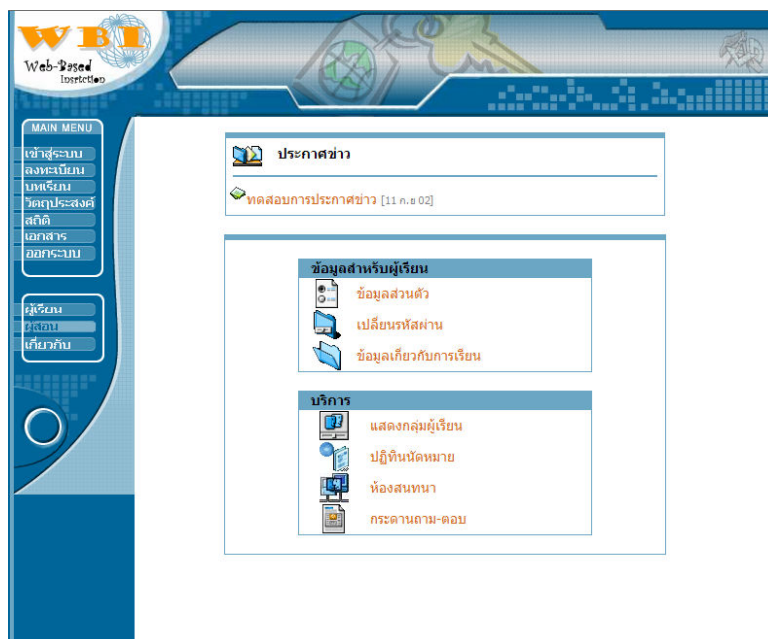 WBI
Web-Based
Insrtction
MAIN MENU
เข้าสู่ระบบ
ลงทะเบียน
บทเรียน
วัตถุประสงค์
สถิติ
เอกสาร
ออกระบบ
ผู้เรียน
ผู้สอน
เกี่ยวกับ
ประกาศข่าว
ทดสอบการประกาศข่าว [11 ก.ย 02]
ข้อมูลสำหรับผู้เรียน
ข้อมูลส่วนตัว
เปลี่ยนรหัสผ่าน
ข้อมูลเกี่ยวกับการเรียน
บริการ
แสดงกลุ่มผู้เรียน
ปฏิทินนัดหมาย
ห้องสนทนา
กระดานถาม-ตอบ